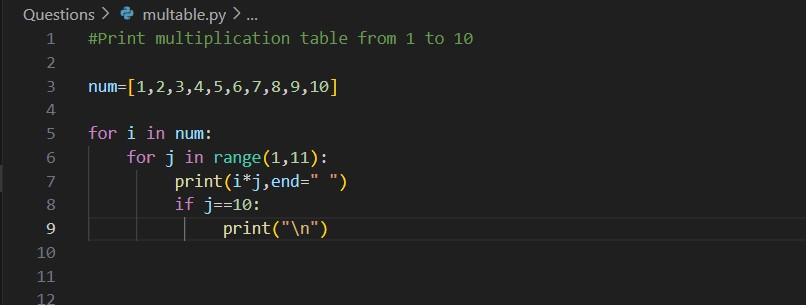 Questions > multable.py > ...
1 #Print multiplication table from 1 to 10
2
3 num=[1,2,3,4,5,6,7,8,9,10]
4
5 for i in num:
6     for j in range(1,11):
7         print(i*j,end=" ")
8         if j==10:
9             print("\n")
10
11
12